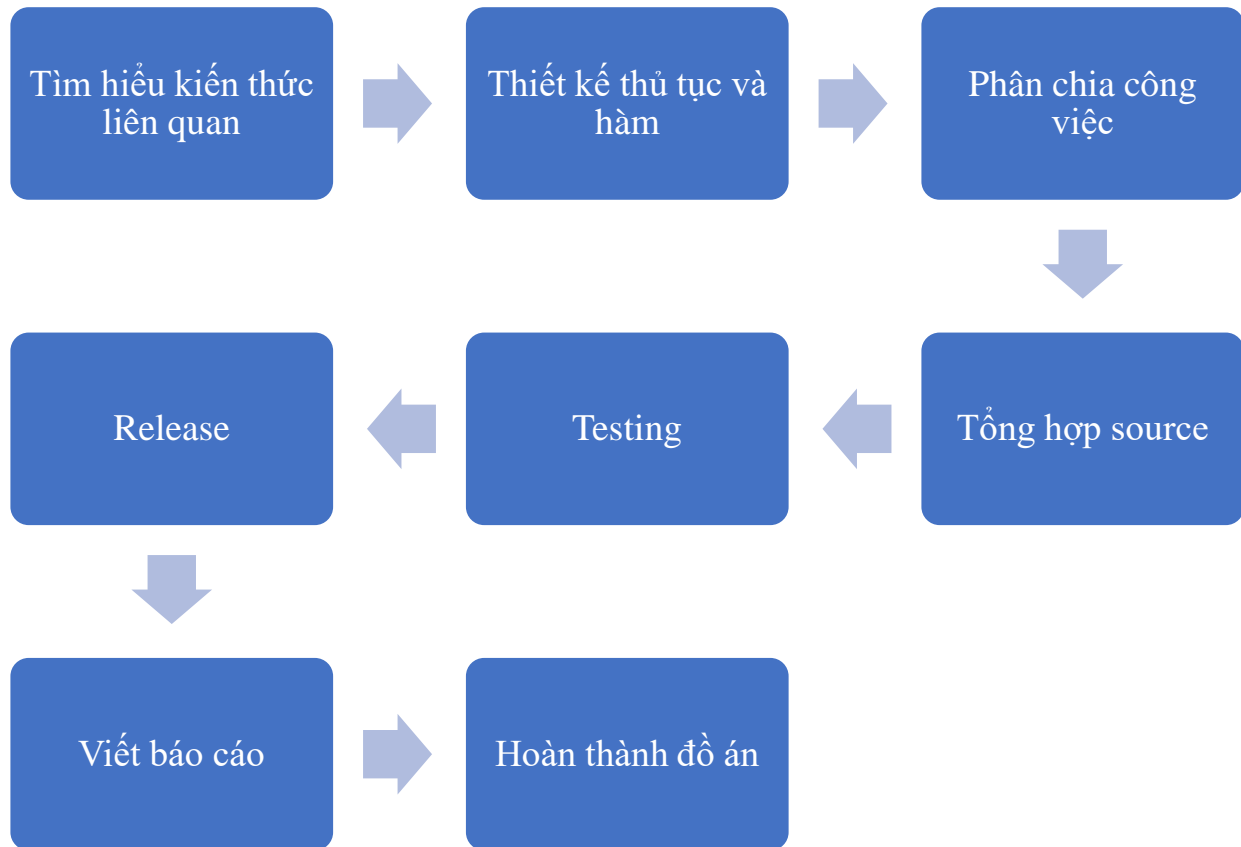 Tìm hiểu kiến thức
liên quan
Thiết kế thủ tục và
hàm
Phân chia công
việc
Tổng hợp source
Testing
Release
Viết báo cáo
Hoàn thành đồ án